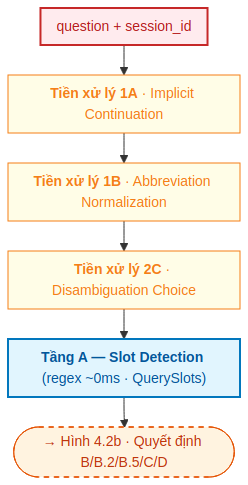 question + session_id
Tiền xử lý 1A · Implicit
Continuation
Tiền xử lý 1B · Abbreviation
Normalization
Tiền xử lý 2C ·
Disambiguation Choice
Tầng A — Slot Detection
(regex ~0ms · QuerySlots)
→ Hình 4.2b · Quyết định
B/B.2/B.5/C/D